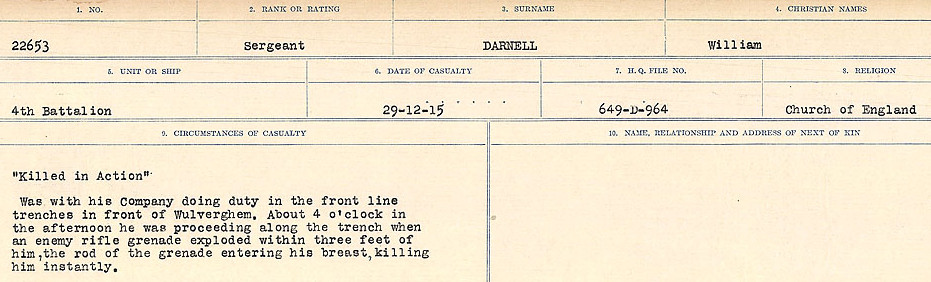 1. NO. 2. RANK OR RATING 3. SURNAME 4. CHRISTIAN NAMES
22653 Sergeant DARNELL William
5. UNIT OR SHIP 6. DATE OF CASUALTY 7. H. Q. FILE NO. 8. RELIGION
4th Battalion 29-12-15 649-D-964 Church of England
9. CIRCUMSTANCES OF CASUALTY 10. NAME, RELATIONSHIP AND ADDRESS OF NEXT OF KIN
"Killed in Action"
Was with his Company doing duty in the front line
trenches in front of Wulverghem. About 4 o'clock in
the afternoon he was proceeding along the trench when
an enemy rifle grenade exploded within three feet of
him,the rod of the grenade entering his breast,killing
him instantly.